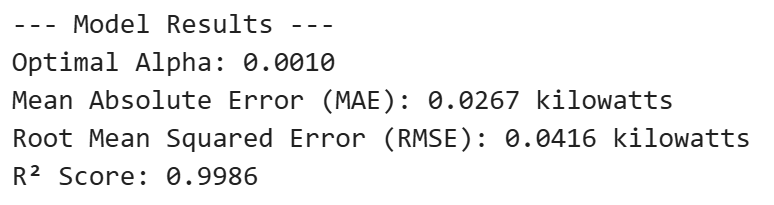 --- Model Results ---
Optimal Alpha: 0.0010
Mean Absolute Error (MAE): 0.0267 kilowatts
Root Mean Squared Error (RMSE): 0.0416 kilowatts
R² Score: 0.9986